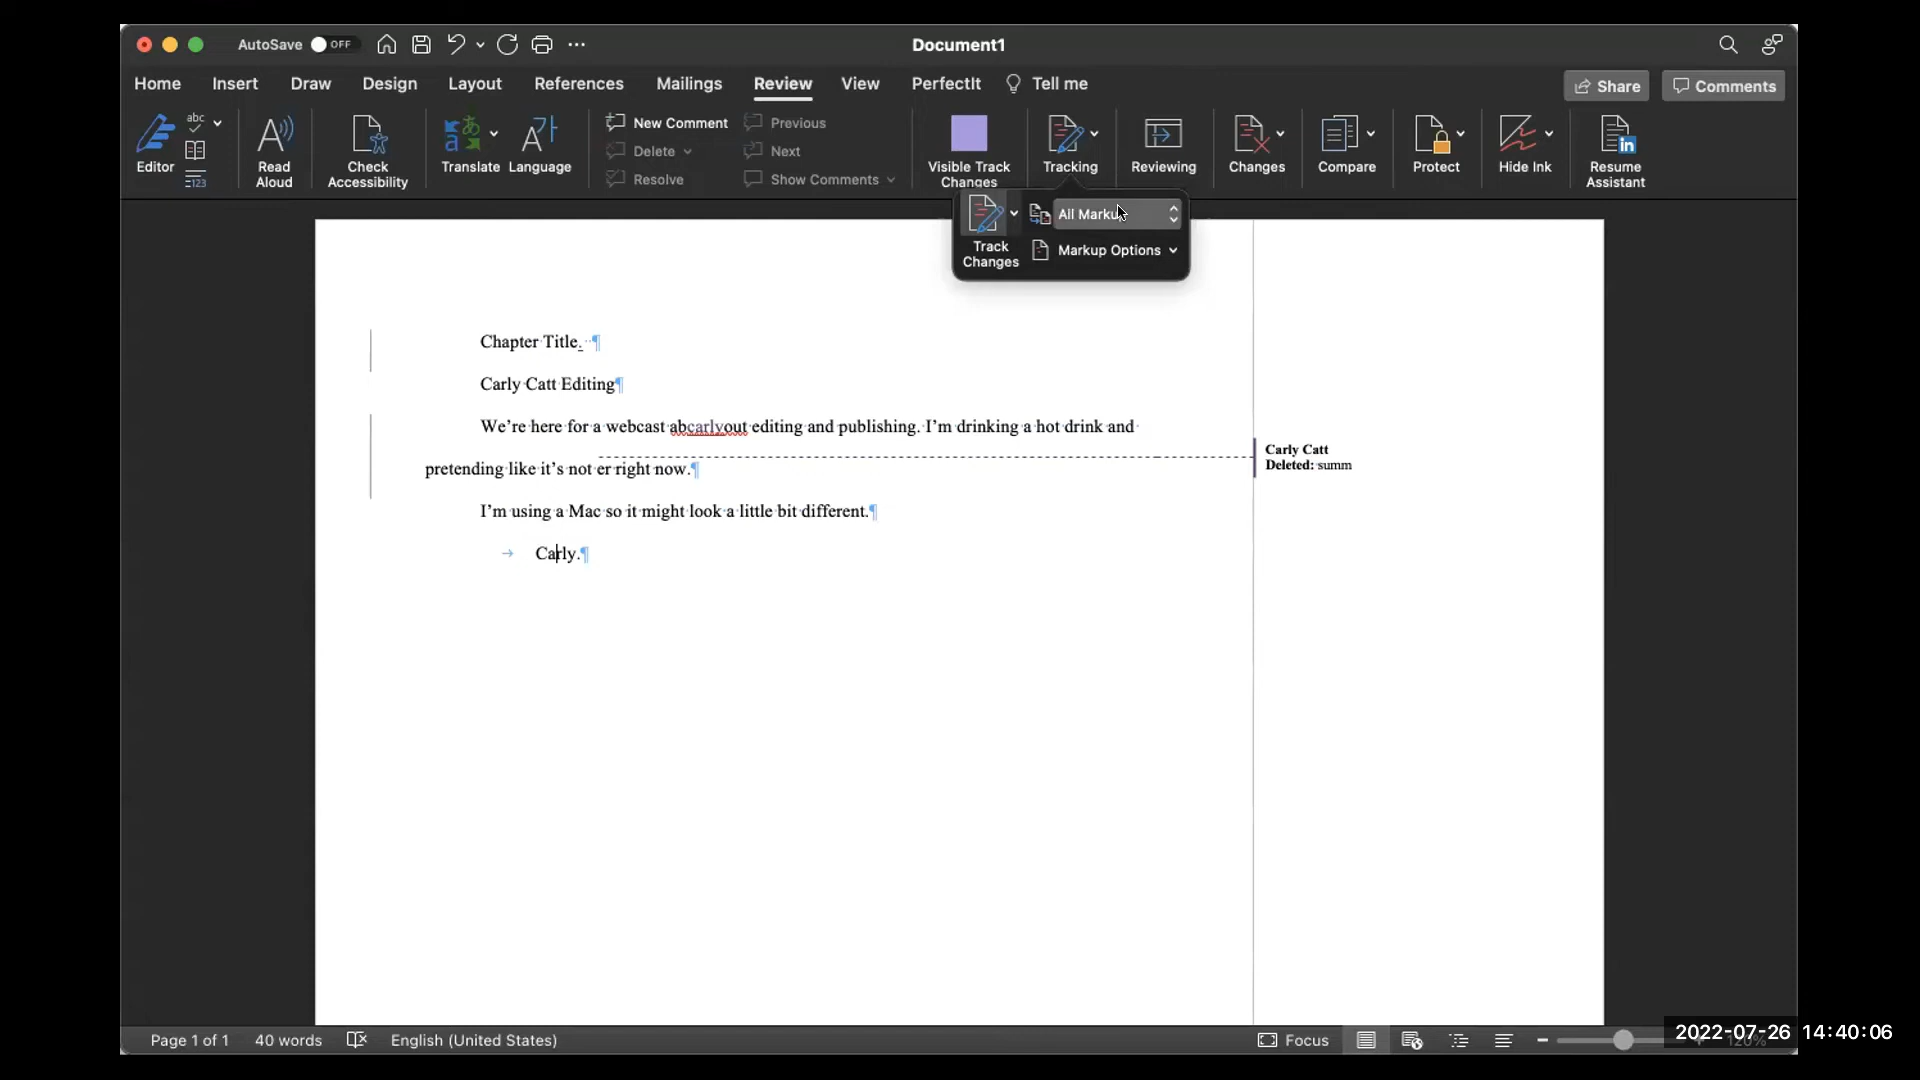 AutoSave OFF
Document1
Home Insert Draw Design Layout References Mailings Review View PerfectIt Tell me
Share Comments
Editor
abc
123
Read Aloud
Check Accessibility
Translate
Language
New Comment
Delete
Resolve
Previous
Next
Show Comments
Visible Track Changes
Tracking
Reviewing
Changes
Compare
Protect
Hide Ink
Resume Assistant
Track Changes
All Markup
Markup Options
Chapter Title. ¶
Carly Catt Editing¶
We're here for a webcast abcarlyout editing and publishing. I'm drinking a hot drink and
pretending like it's not er right now.¶
I'm using a Mac so it might look a little bit different.¶
→ Carly.¶
Carly Catt
Deleted: summ
Page 1 of 1 40 words English (United States)
Focus
120%
2022-07-26 14:40:06